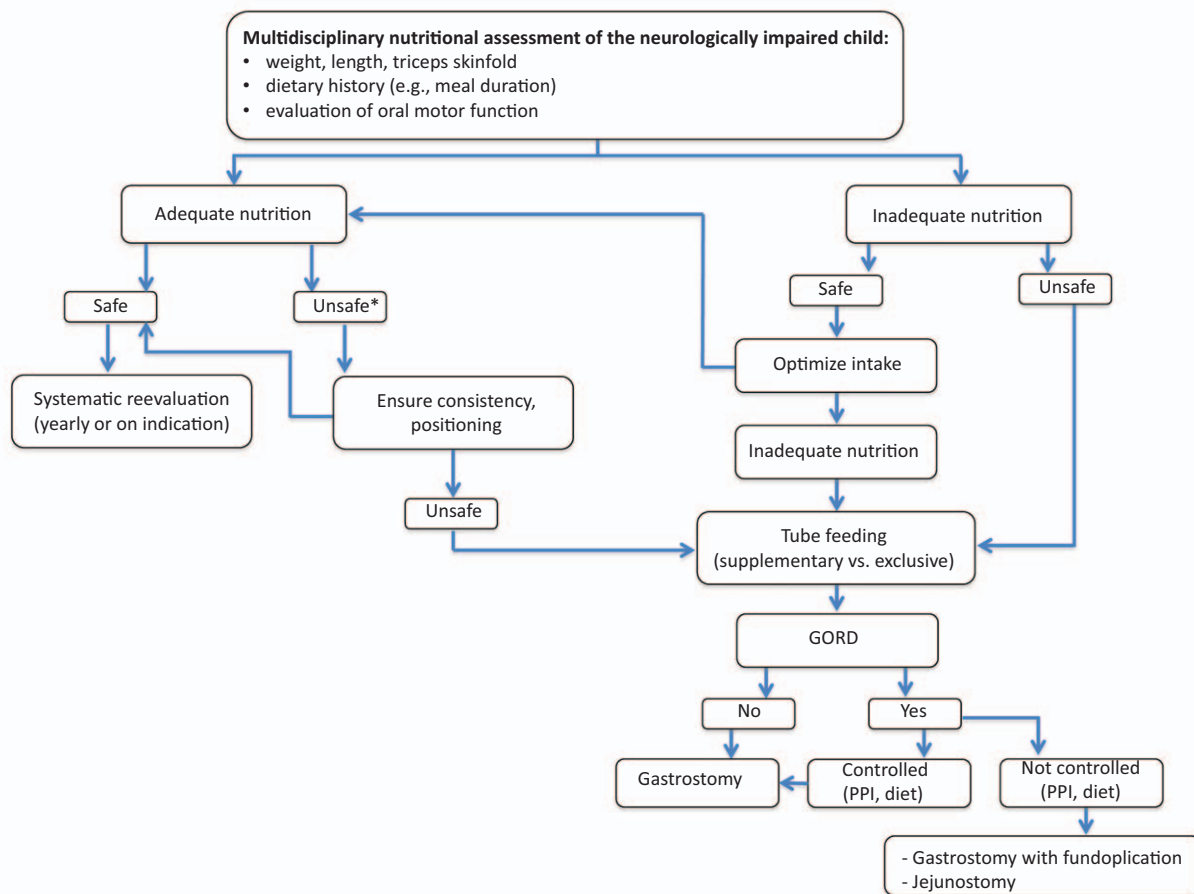 Multidisciplinary nutritional assessment of the neurologically impaired child:
• weight, length, triceps skinfold
• dietary history (e.g., meal duration)
• evaluation of oral motor function
Adequate nutrition
Inadequate nutrition
Safe
Unsafe*
Safe
Unsafe
Systematic reevaluation
(yearly or on indication)
Ensure consistency,
positioning
Optimize intake
Inadequate nutrition
Unsafe
Tube feeding
(supplementary vs. exclusive)
GORD
No
Yes
Gastrostomy
Controlled
(PPI, diet)
Not controlled
(PPI, diet)
- Gastrostomy with fundoplication
- Jejunostomy